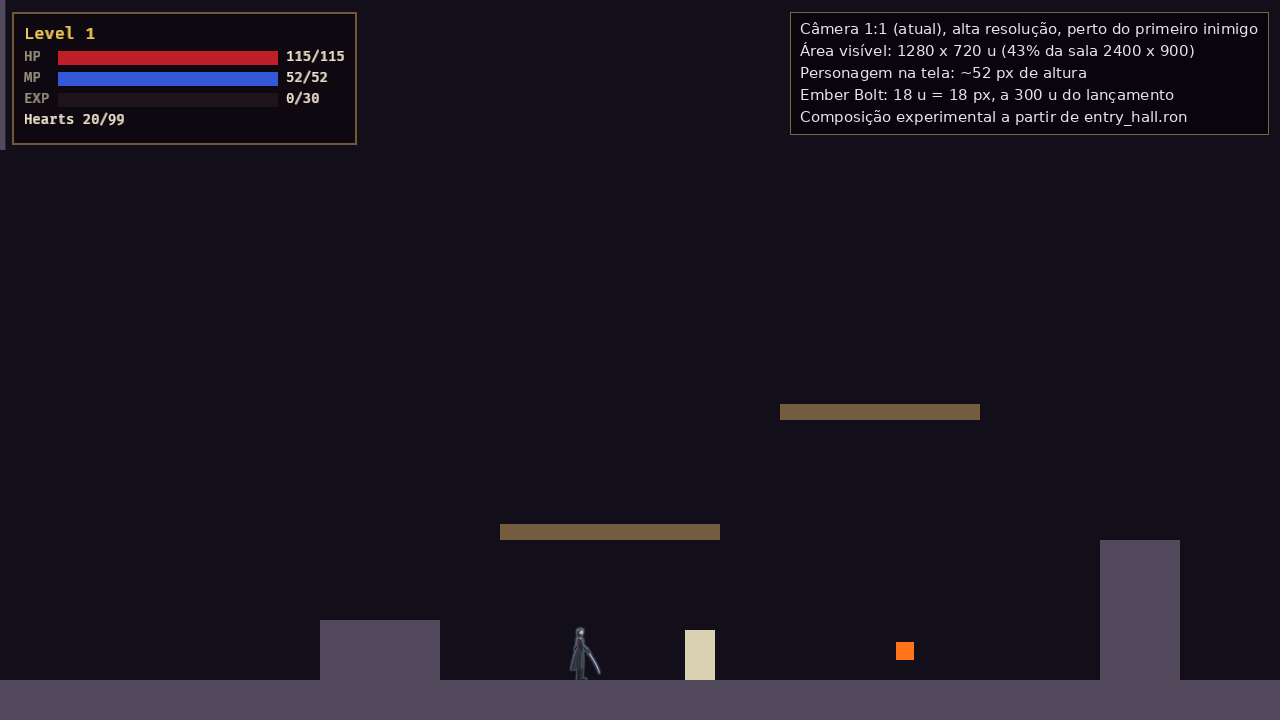 Level 1
HP 115/115
MP 52/52
EXP 0/30
Hearts 20/99
Câmera 1:1 (atual), alta resolução, perto do primeiro inimigo
Área visível: 1280 x 720 u (43% da sala 2400 x 900)
Personagem na tela: ~52 px de altura
Ember Bolt: 18 u = 18 px, a 300 u do lançamento
Composição experimental a partir de entry_hall.ron